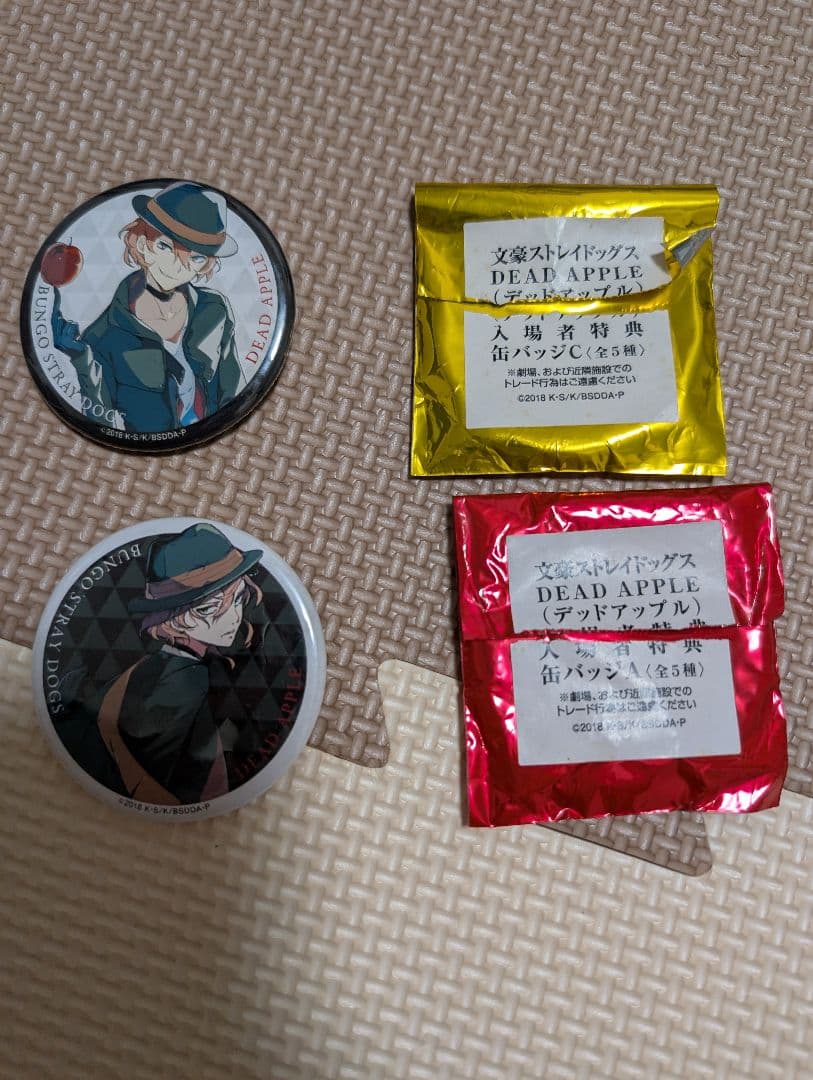 BUNGO STRAY DOGS
DEAD APPLE
©2018 K・S/K/BSDDA・P
文豪ストレイドッグス
DEAD APPLE
(デッドアップル)
入場者特典
缶バッジC〈全5種〉
※劇場、および近隣施設での
トレード行為はご遠慮ください
©2018 K・S/K/BSDDA・P
BUNGO STRAY DOGS
DEAD APPLE
©2018 K・S/K/BSDDA・P
文豪ストレイドッグス
DEAD APPLE
(デッドアップル)
入場者特典
缶バッジA〈全5種〉
※劇場、および近隣施設での
トレード行為はご遠慮ください
©2018 K・S/K/BSDDA・P